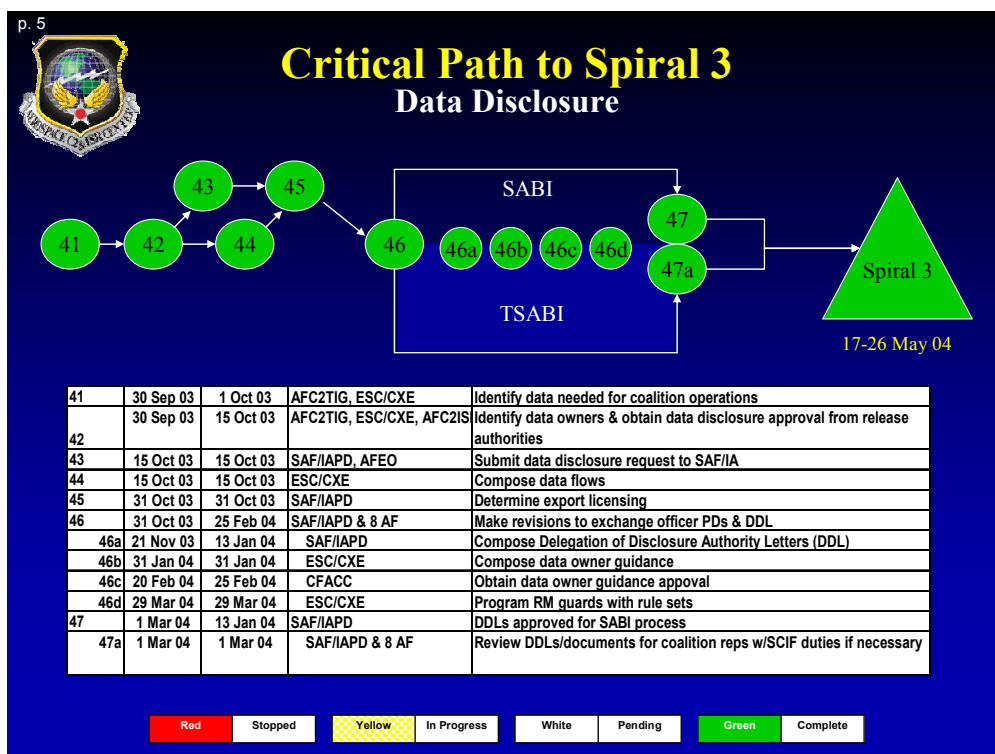 p. 5
AEROSPACE C2 & ISR CENTER
Critical Path to Spiral 3
Data Disclosure
41
42
43
44
45
46
SABI
46a
46b
46c
46d
TSABI
47
47a
Spiral 3
17-26 May 04
41 30 Sep 03 1 Oct 03 AFC2TIG, ESC/CXE Identify data needed for coalition operations
42 30 Sep 03 15 Oct 03 AFC2TIG, ESC/CXE, AFC2IS Identify data owners & obtain data disclosure approval from release
authorities
43 15 Oct 03 15 Oct 03 SAF/IAPD, AFEO Submit data disclosure request to SAF/IA
44 15 Oct 03 15 Oct 03 ESC/CXE Compose data flows
45 31 Oct 03 31 Oct 03 SAF/IAPD Determine export licensing
46 31 Oct 03 25 Feb 04 SAF/IAPD & 8 AF Make revisions to exchange officer PDs & DDL
46a 21 Nov 03 13 Jan 04 SAF/IAPD Compose Delegation of Disclosure Authority Letters (DDL)
46b 31 Jan 04 31 Jan 04 ESC/CXE Compose data owner guidance
46c 20 Feb 04 25 Feb 04 CFACC Obtain data owner guidance appoval
46d 29 Mar 04 29 Mar 04 ESC/CXE Program RM guards with rule sets
47 1 Mar 04 13 Jan 04 SAF/IAPD DDLs approved for SABI process
47a 1 Mar 04 1 Mar 04 SAF/IAPD & 8 AF Review DDLs/documents for coalition reps w/SCIF duties if necessary
Red Stopped Yellow In Progress White Pending Green Complete